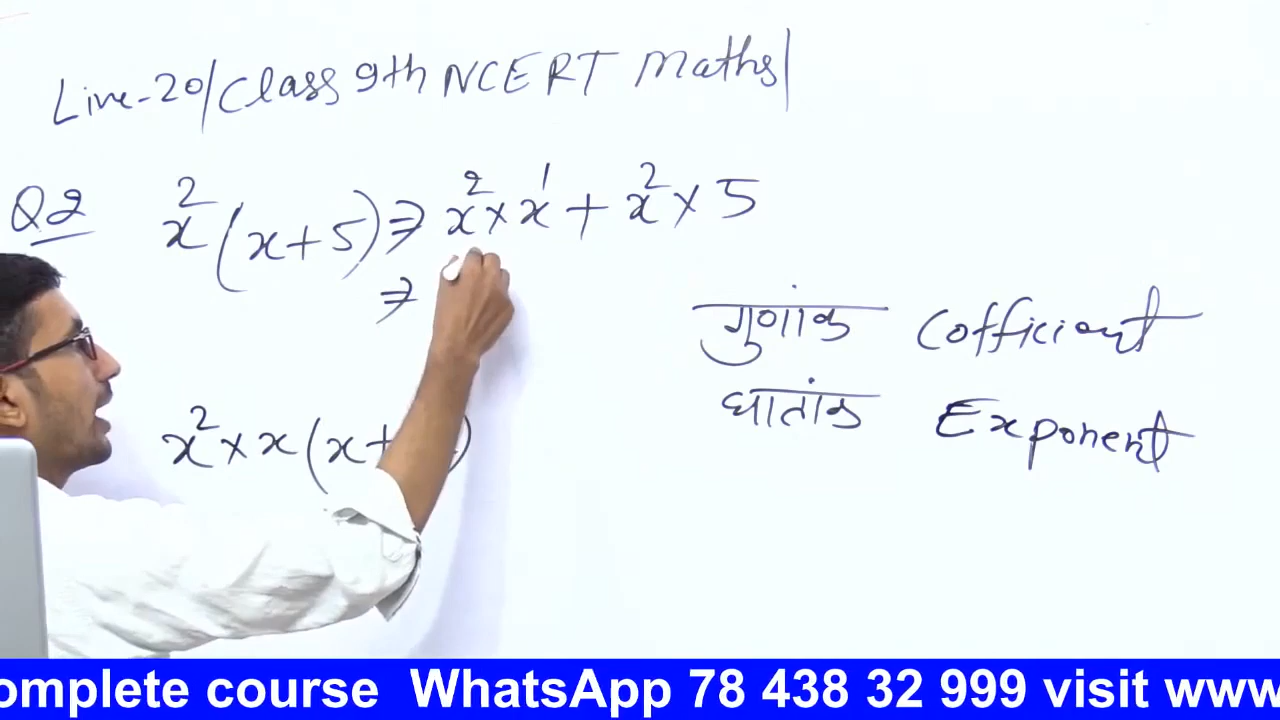 Live-20/Class 9th NCERT Maths|
Q2 x²(x+5) ⇒ x²×x¹+x²×5
⇒
गुणांक Cofficient
घातांक Exponent
x²×x(x+
omplete course WhatsApp 78 438 32 999 visit www.